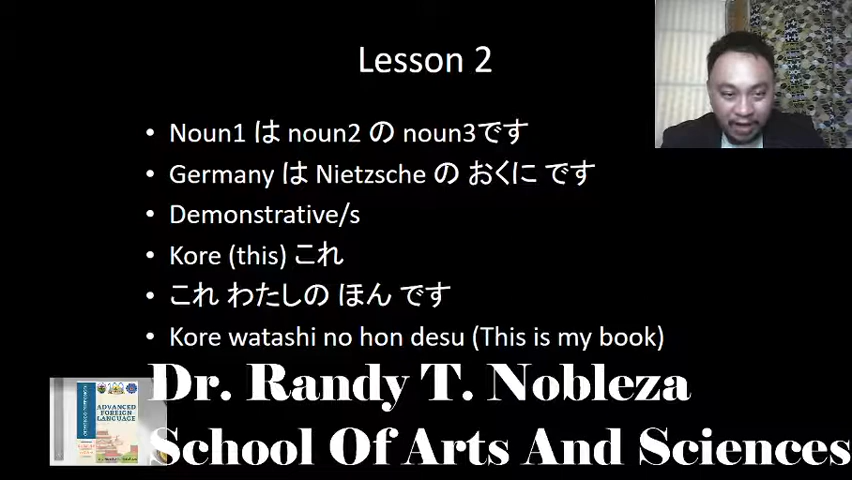 Lesson 2
• Noun1 は noun2 の noun3です
• Germany は Nietzsche の おくに です
• Demonstrative/s
• Kore (this) これ
• これ わたしの ほん です
• Kore watashi no hon desu (This is my book)
Dr. Randy T. Nobleza
School Of Arts And Sciences
ADVANCED
FOREIGN
LANGUAGE